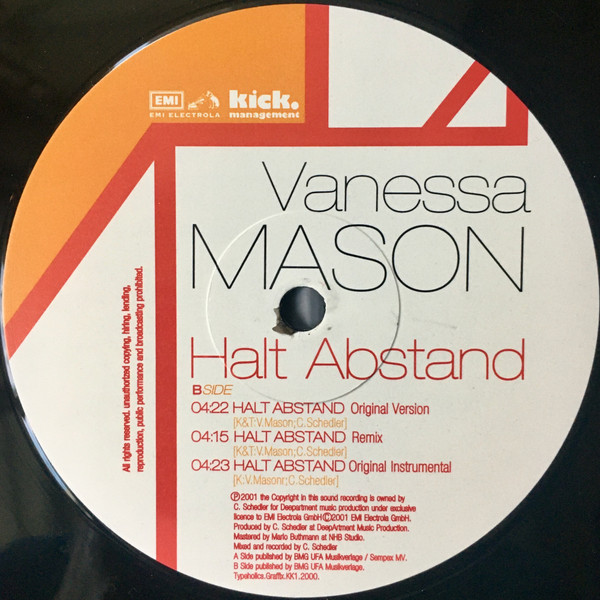 EMI
EMI ELECTROLA
kick.
management
Vanessa
MASON
Halt Abstand
BSIDE
04:22 HALT ABSTAND Original Version
[K&T: V.Mason; C.Schedler]
04:15 HALT ABSTAND Remix
[K&T: V.Mason; C.Schedler]
04:23 HALT ABSTAND Original Instrumental
[K: V.Masonr; C.Schedler]
Ⓟ2001 the Copyright in this sound recording is owned by
C. Schedler for Deepartment music production under exclusive
licence to EMI Electrola GmbH Ⓒ2001 EMI Electrola GmbH.
Produced by C. Schedler at DeepArtment Music Production.
Mastered by Mario Buthmann at NHB Studio.
Mixed and recorded by C. Schedler
A Side published by BMG UFA Musikverlage / Sempex MV.
B Side published by BMG UFA Musikverlage.
Typeholics.Graffix.KK1.2000.
All rights reserved. unauthorized copying, hiring, lending,
reproduction, public performance and broadcasting prohibited.